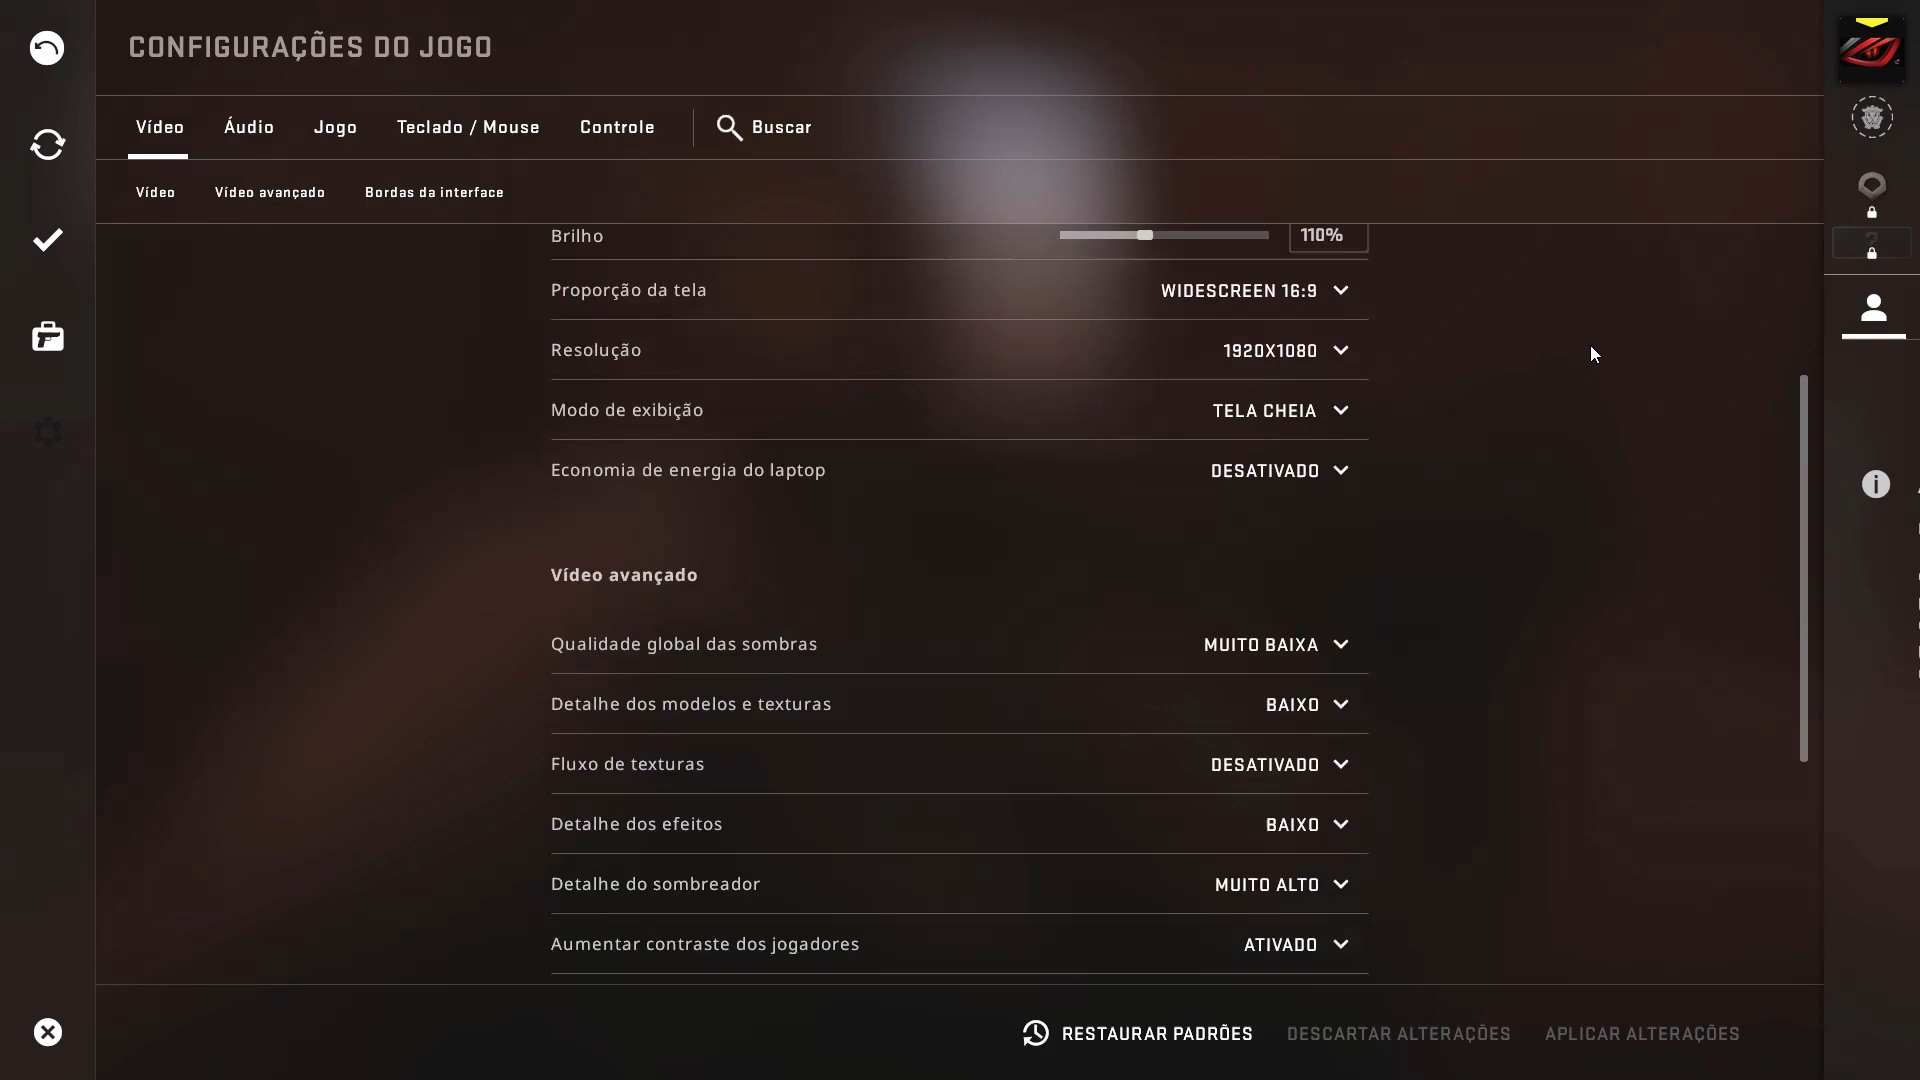 CONFIGURAÇÕES DO JOGO
Vídeo Áudio Jogo Teclado / Mouse Controle Buscar
Vídeo Vídeo avançado Bordas da interface
Brilho 110%
Proporção da tela WIDESCREEN 16:9
Resolução 1920X1080
Modo de exibição TELA CHEIA
Economia de energia do laptop DESATIVADO
Vídeo avançado
Qualidade global das sombras MUITO BAIXA
Detalhe dos modelos e texturas BAIXO
Fluxo de texturas DESATIVADO
Detalhe dos efeitos BAIXO
Detalhe do sombreador MUITO ALTO
Aumentar contraste dos jogadores ATIVADO
RESTAURAR PADRÕES DESCARTAR ALTERAÇÕES APLICAR ALTERAÇÕES